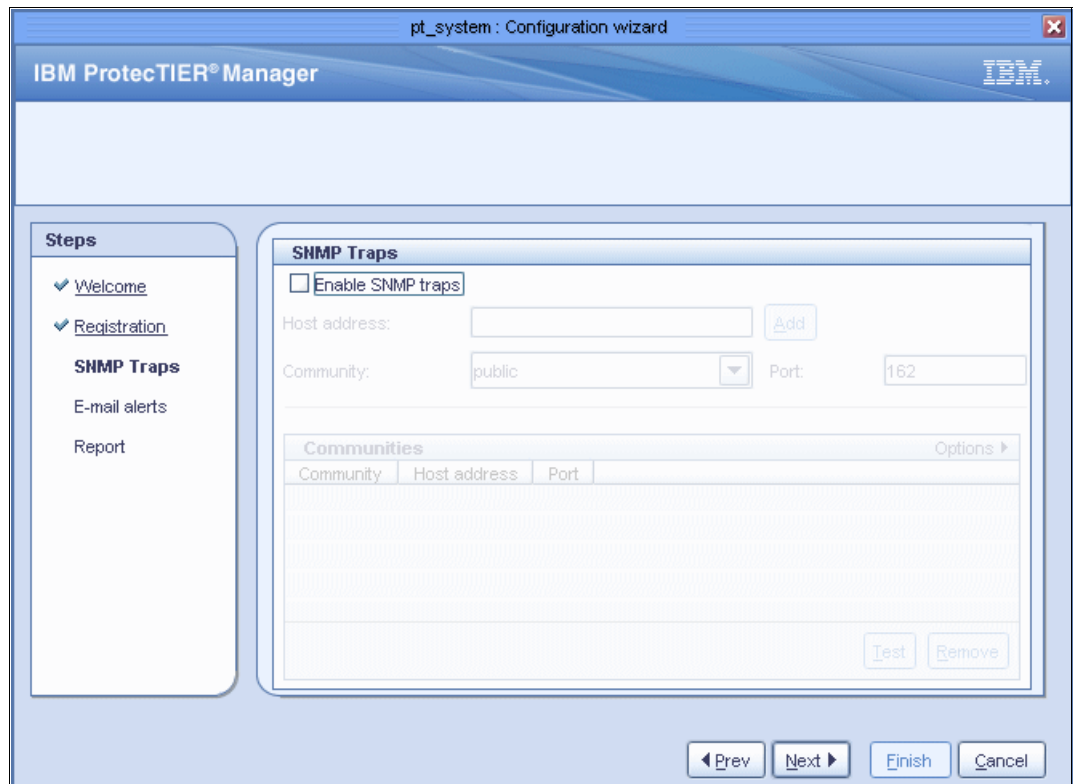 pt_system : Configuration wizard
IBM ProtecTIER® Manager
IBM.
Steps
Welcome
Registration
SNMP Traps
E-mail alerts
Report
SNMP Traps
Enable SNMP traps
Host address:
Add
Community:
public
Port:
162
Communities
Options
Community
Host address
Port
Test
Remove
Prev
Next
Finish
Cancel